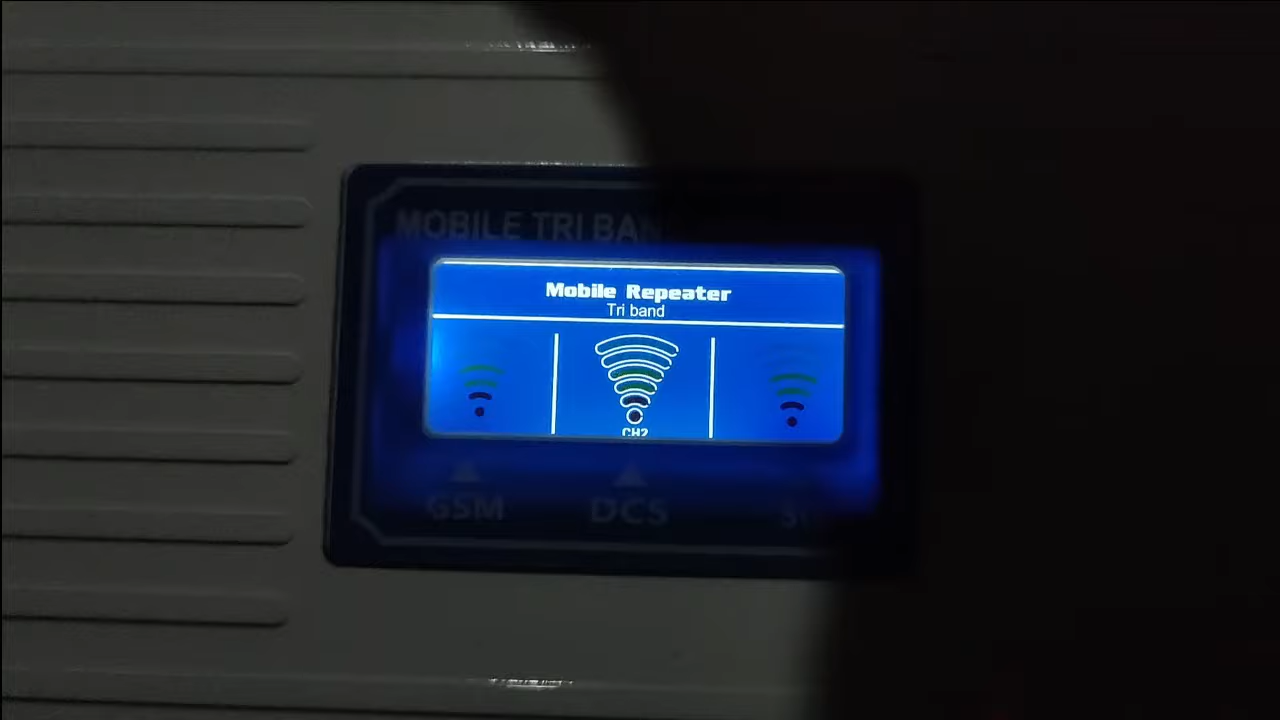 MOBILE TRI BAN
Mobile Repeater
Tri band
CH2
GSM DCS